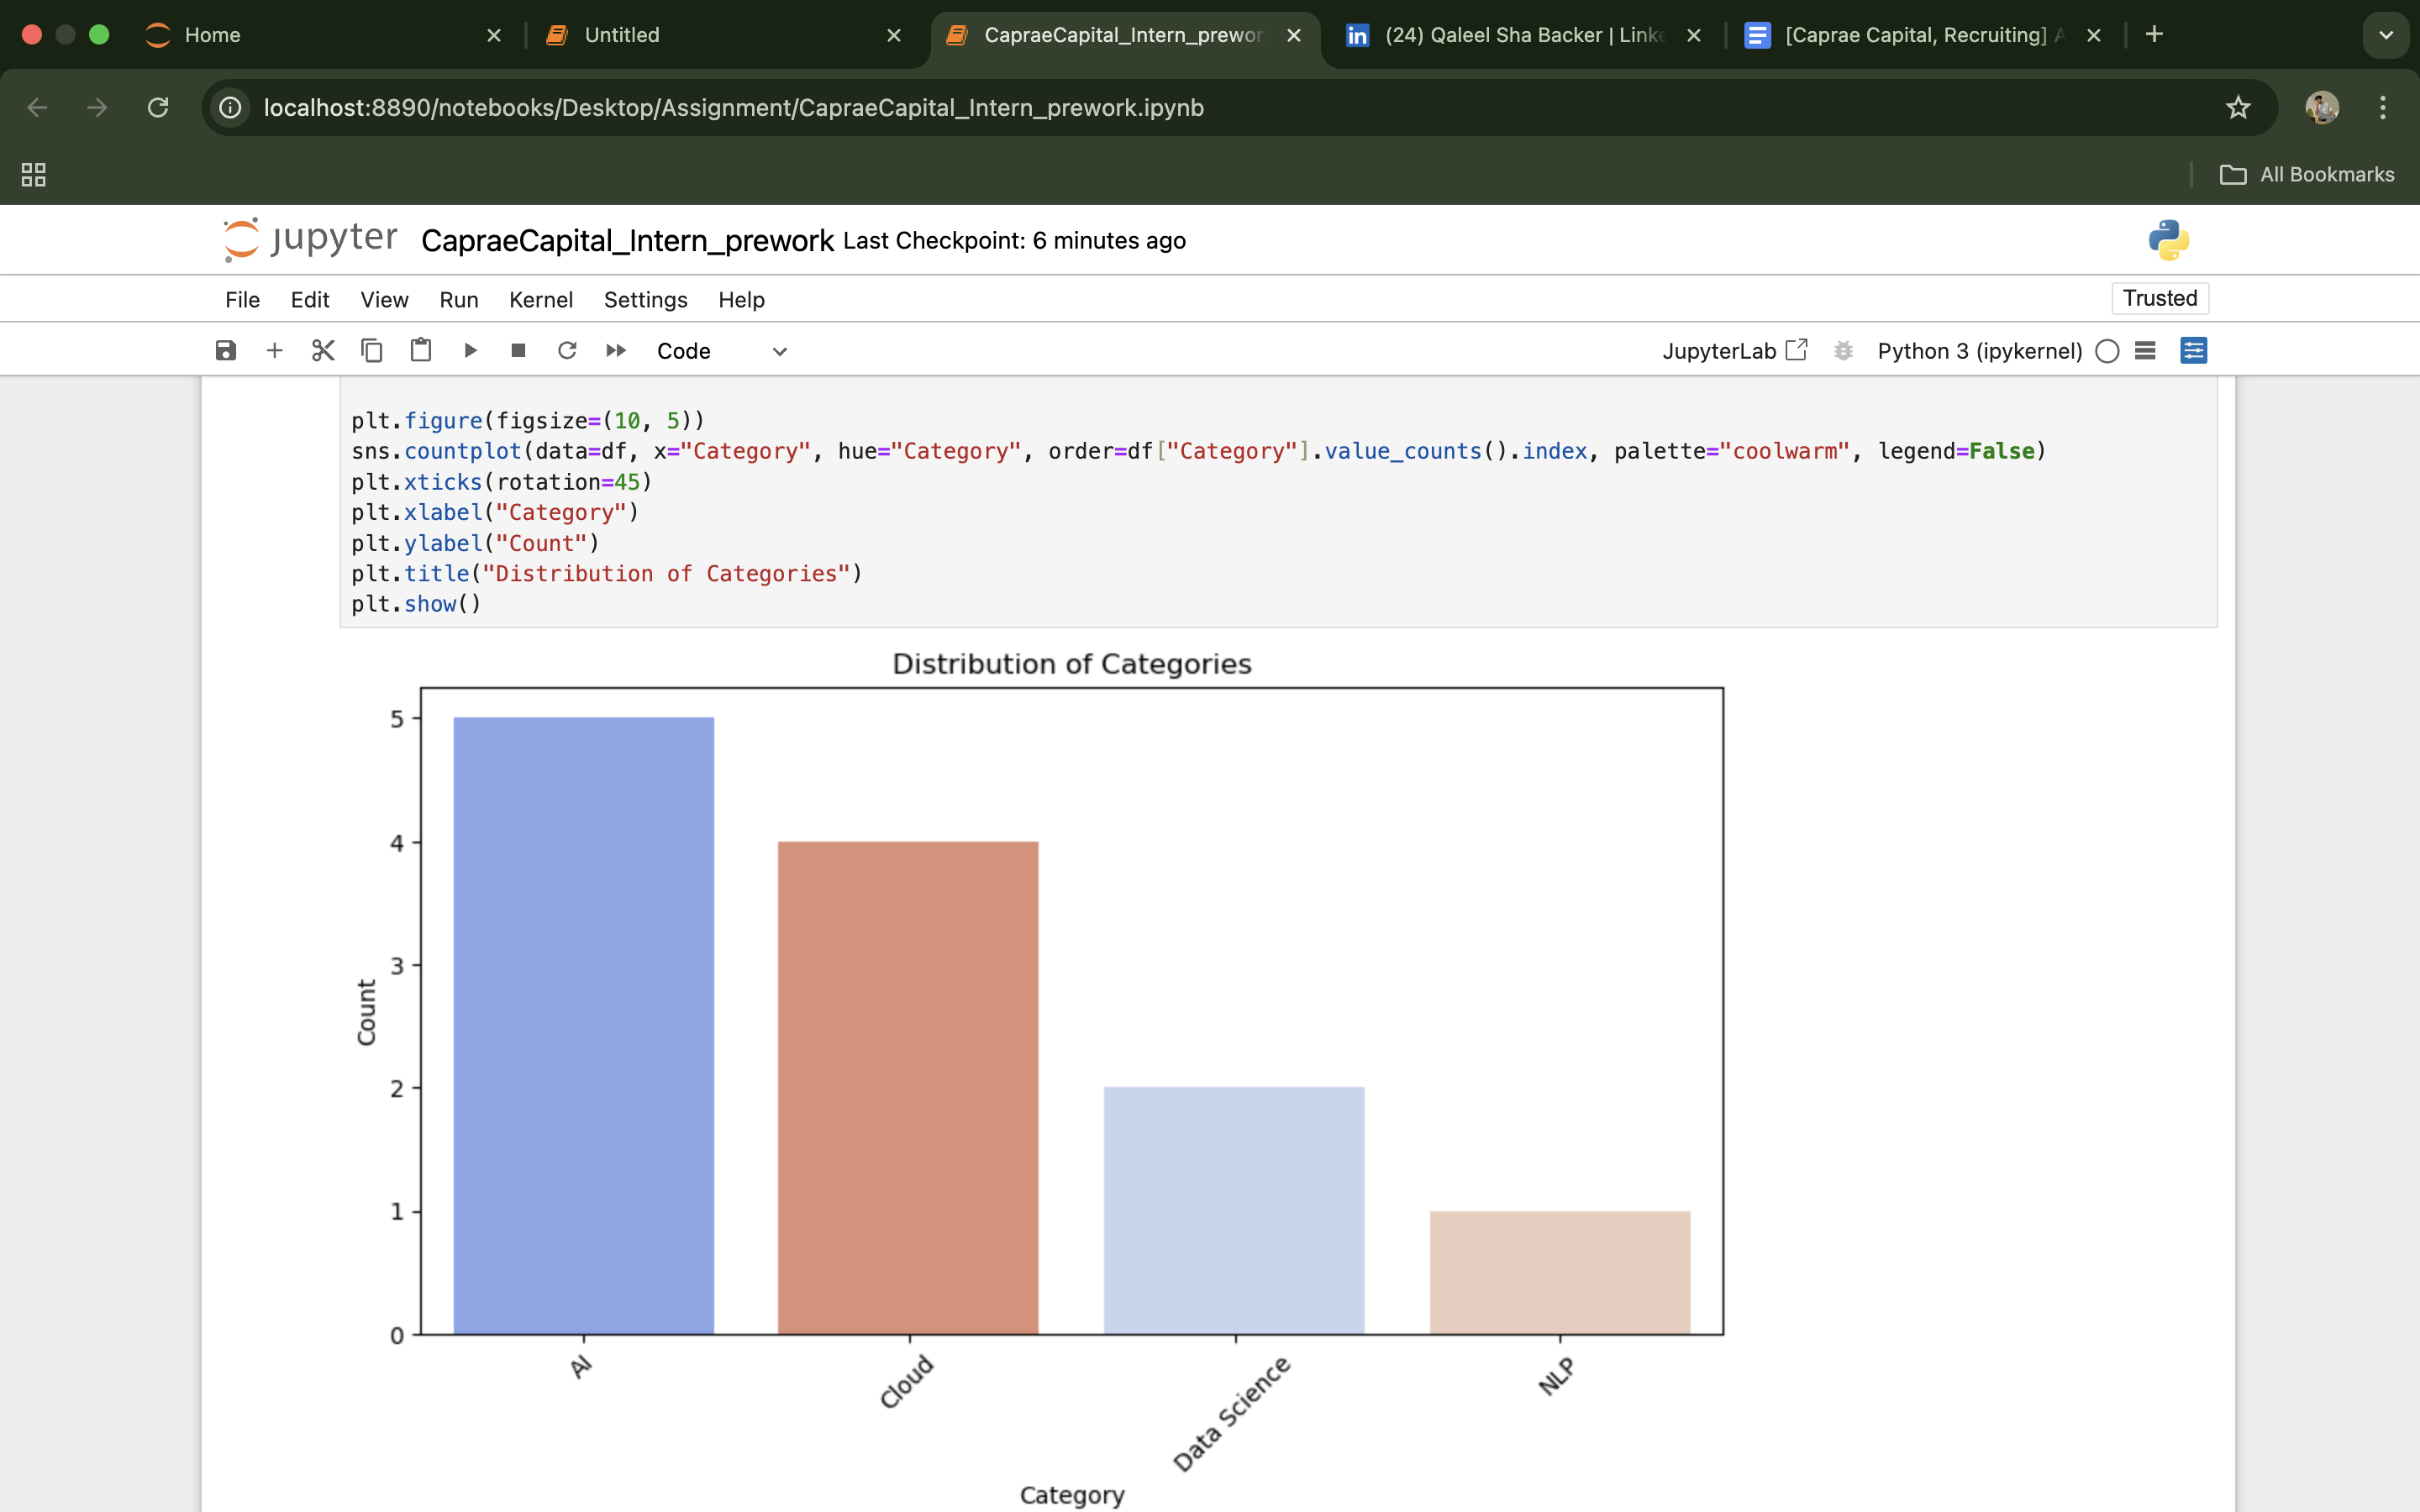 Home
Untitled
CapraeCapital_Intern_prewor
(24) Qaleel Sha Backer | Linke
[Caprae Capital, Recruiting] A
localhost:8890/notebooks/Desktop/Assignment/CapraeCapital_Intern_prework.ipynb
All Bookmarks
jupyter CapraeCapital_Intern_prework Last Checkpoint: 6 minutes ago
File Edit View Run Kernel Settings Help
Trusted
Code
JupyterLab
Python 3 (ipykernel)
plt.figure(figsize=(10, 5))
sns.countplot(data=df, x="Category", hue="Category", order=df["Category"].value_counts().index, palette="coolwarm", legend=False)
plt.xticks(rotation=45)
plt.xlabel("Category")
plt.ylabel("Count")
plt.title("Distribution of Categories")
plt.show()
Distribution of Categories
5
4
3
2
1
0
Count
AI
Cloud
Data Science
NLP
Category